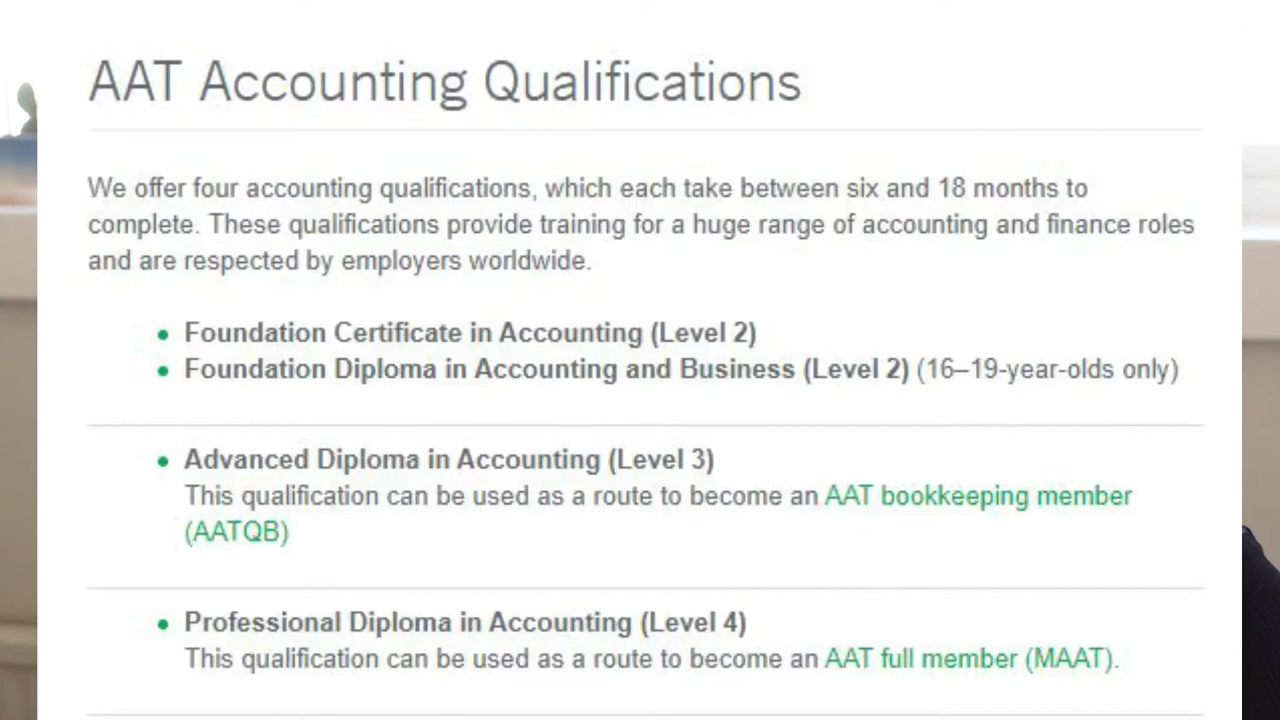 AAT Accounting Qualifications
We offer four accounting qualifications, which each take between six and 18 months to
complete. These qualifications provide training for a huge range of accounting and finance roles
and are respected by employers worldwide.
Foundation Certificate in Accounting (Level 2)
Foundation Diploma in Accounting and Business (Level 2) (16–19-year-olds only)
Advanced Diploma in Accounting (Level 3)
This qualification can be used as a route to become an AAT bookkeeping member
(AATQB)
Professional Diploma in Accounting (Level 4)
This qualification can be used as a route to become an AAT full member (MAAT).